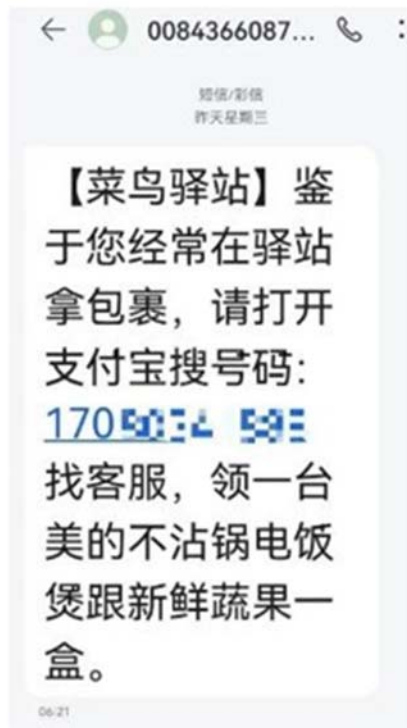 0084366087...
短信/彩信
昨天星期三
【菜鸟驿站】鉴
于您经常在驿站
拿包裹，请打开
支付宝搜号码:
170
找客服，领一台
美的不沾锅电饭
煲跟新鲜蔬果一
盒。
06:21